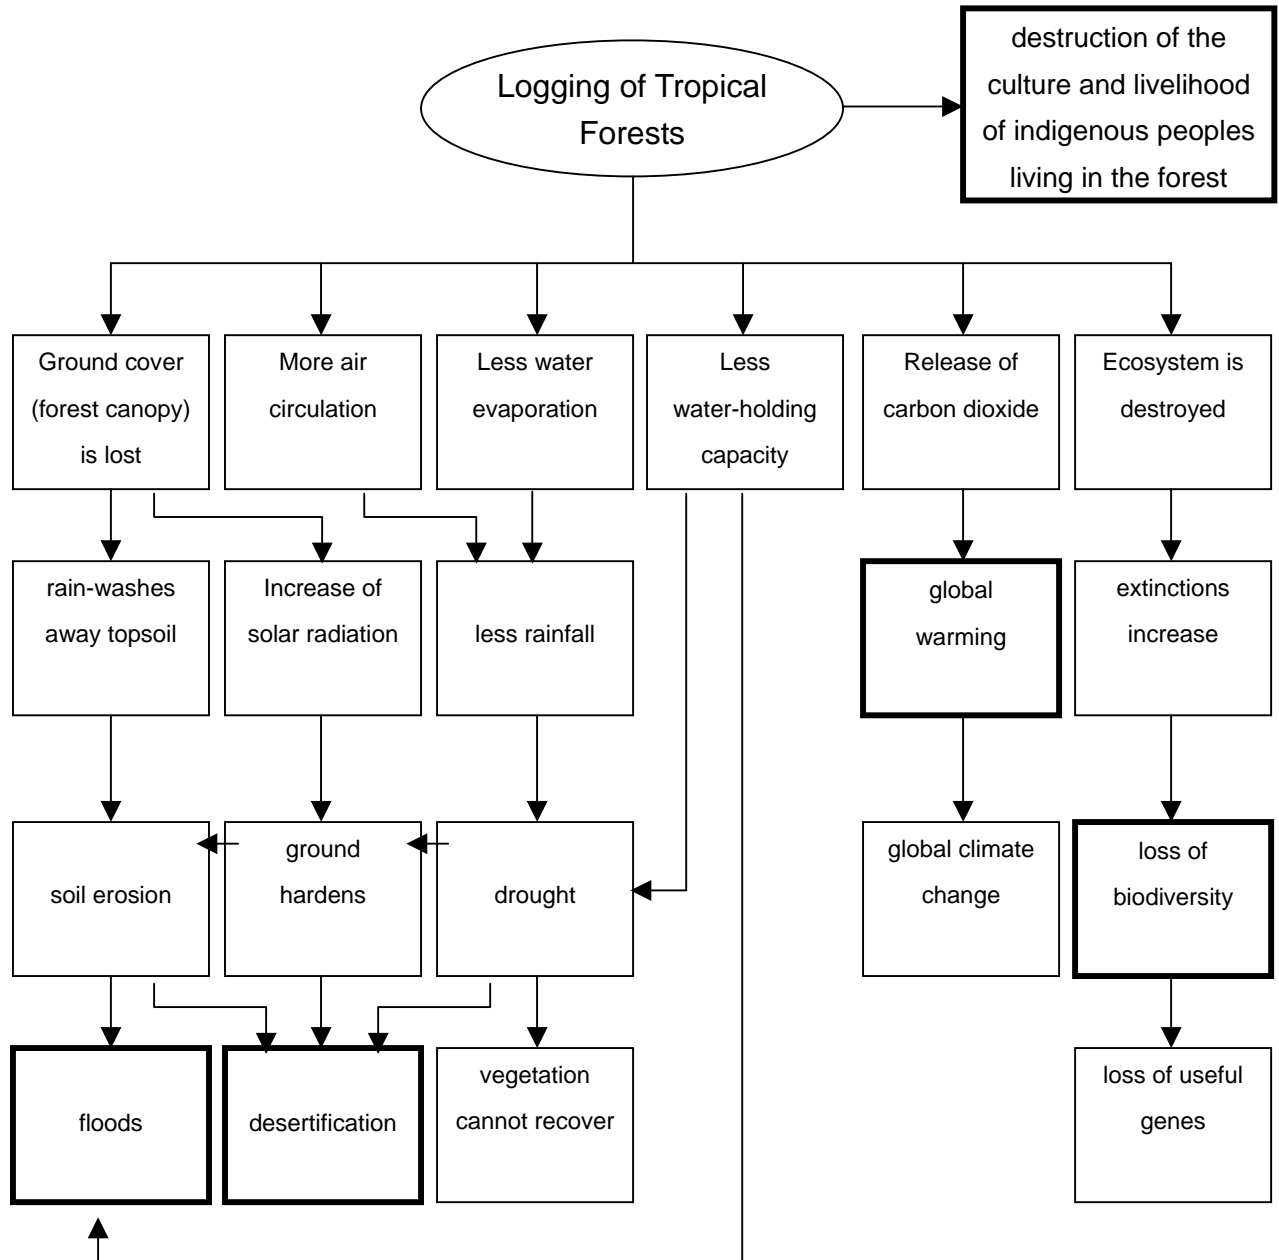 Logging of Tropical
Forests
destruction of the
culture and livelihood
of indigenous peoples
living in the forest
Ground cover
(forest canopy)
is lost
More air
circulation
Less water
evaporation
Less
water-holding
capacity
Release of
carbon dioxide
Ecosystem is
destroyed
rain-washes
away topsoil
Increase of
solar radiation
less rainfall
global
warming
extinctions
increase
soil erosion
ground
hardens
drought
global climate
change
loss of
biodiversity
floods
desertification
vegetation
cannot recover
loss of useful
genes